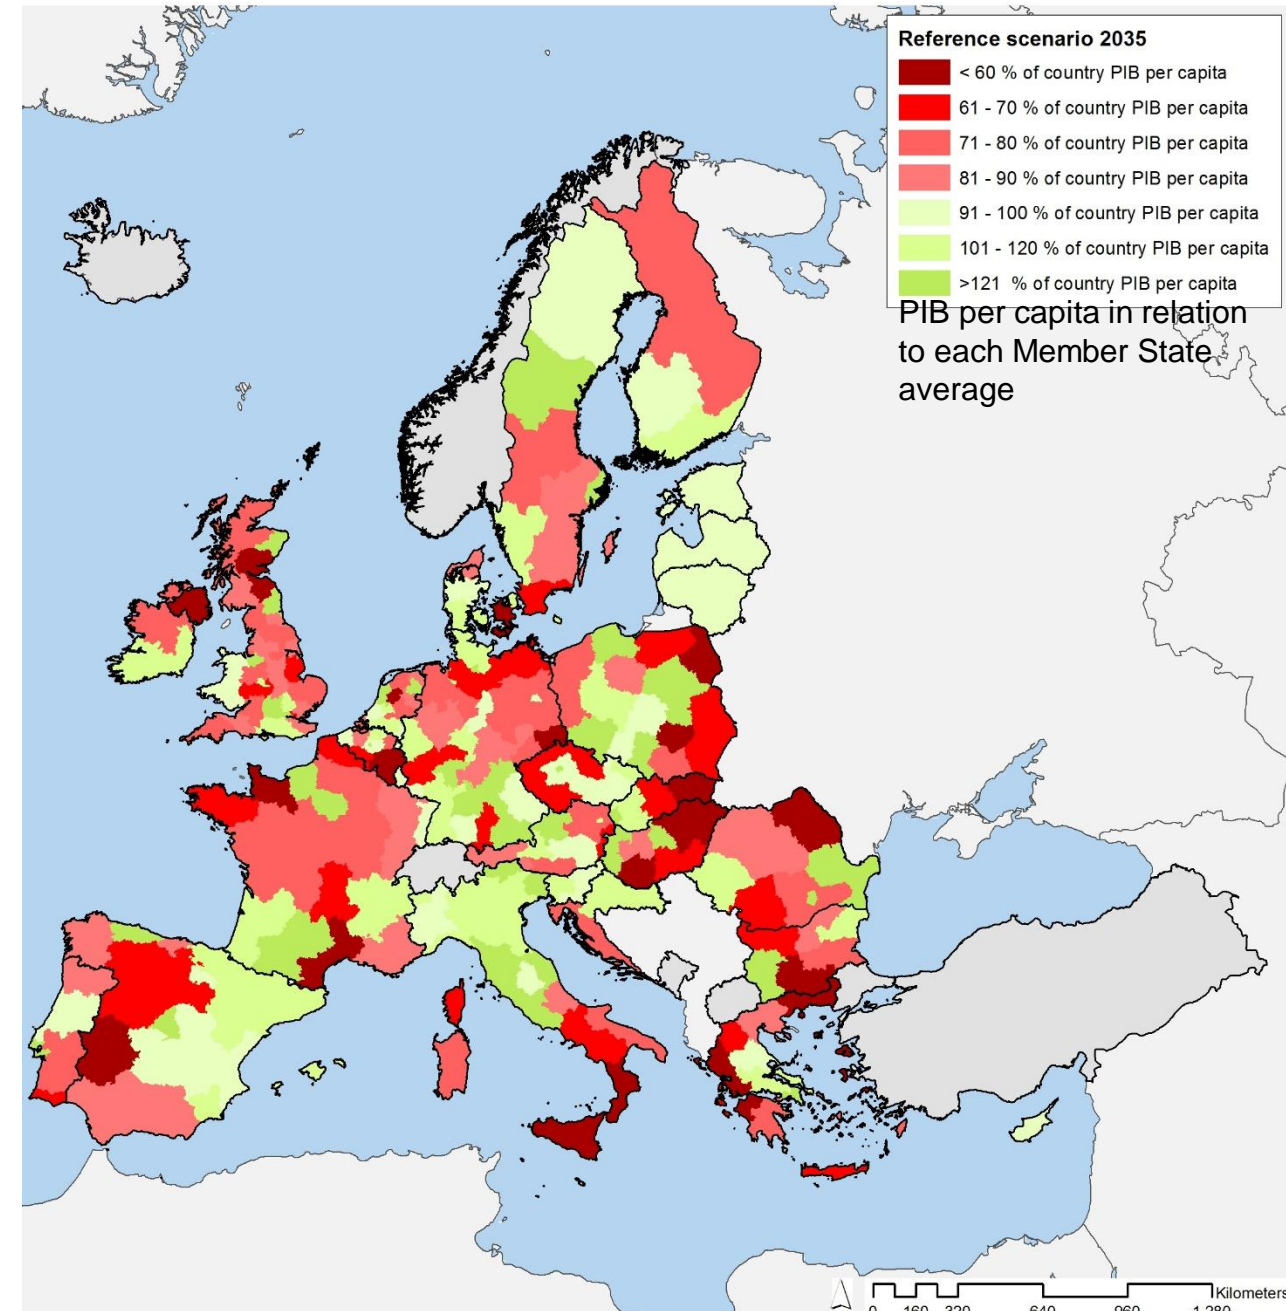 Reference scenario 2035
< 60 % of country PIB per capita
61 - 70 % of country PIB per capita
71 - 80 % of country PIB per capita
81 - 90 % of country PIB per capita
91 - 100 % of country PIB per capita
101 - 120 % of country PIB per capita
>121 % of country PIB per capita
PIB per capita in relation
to each Member State
average
Kilometers
0 160 320 640 960 1.280